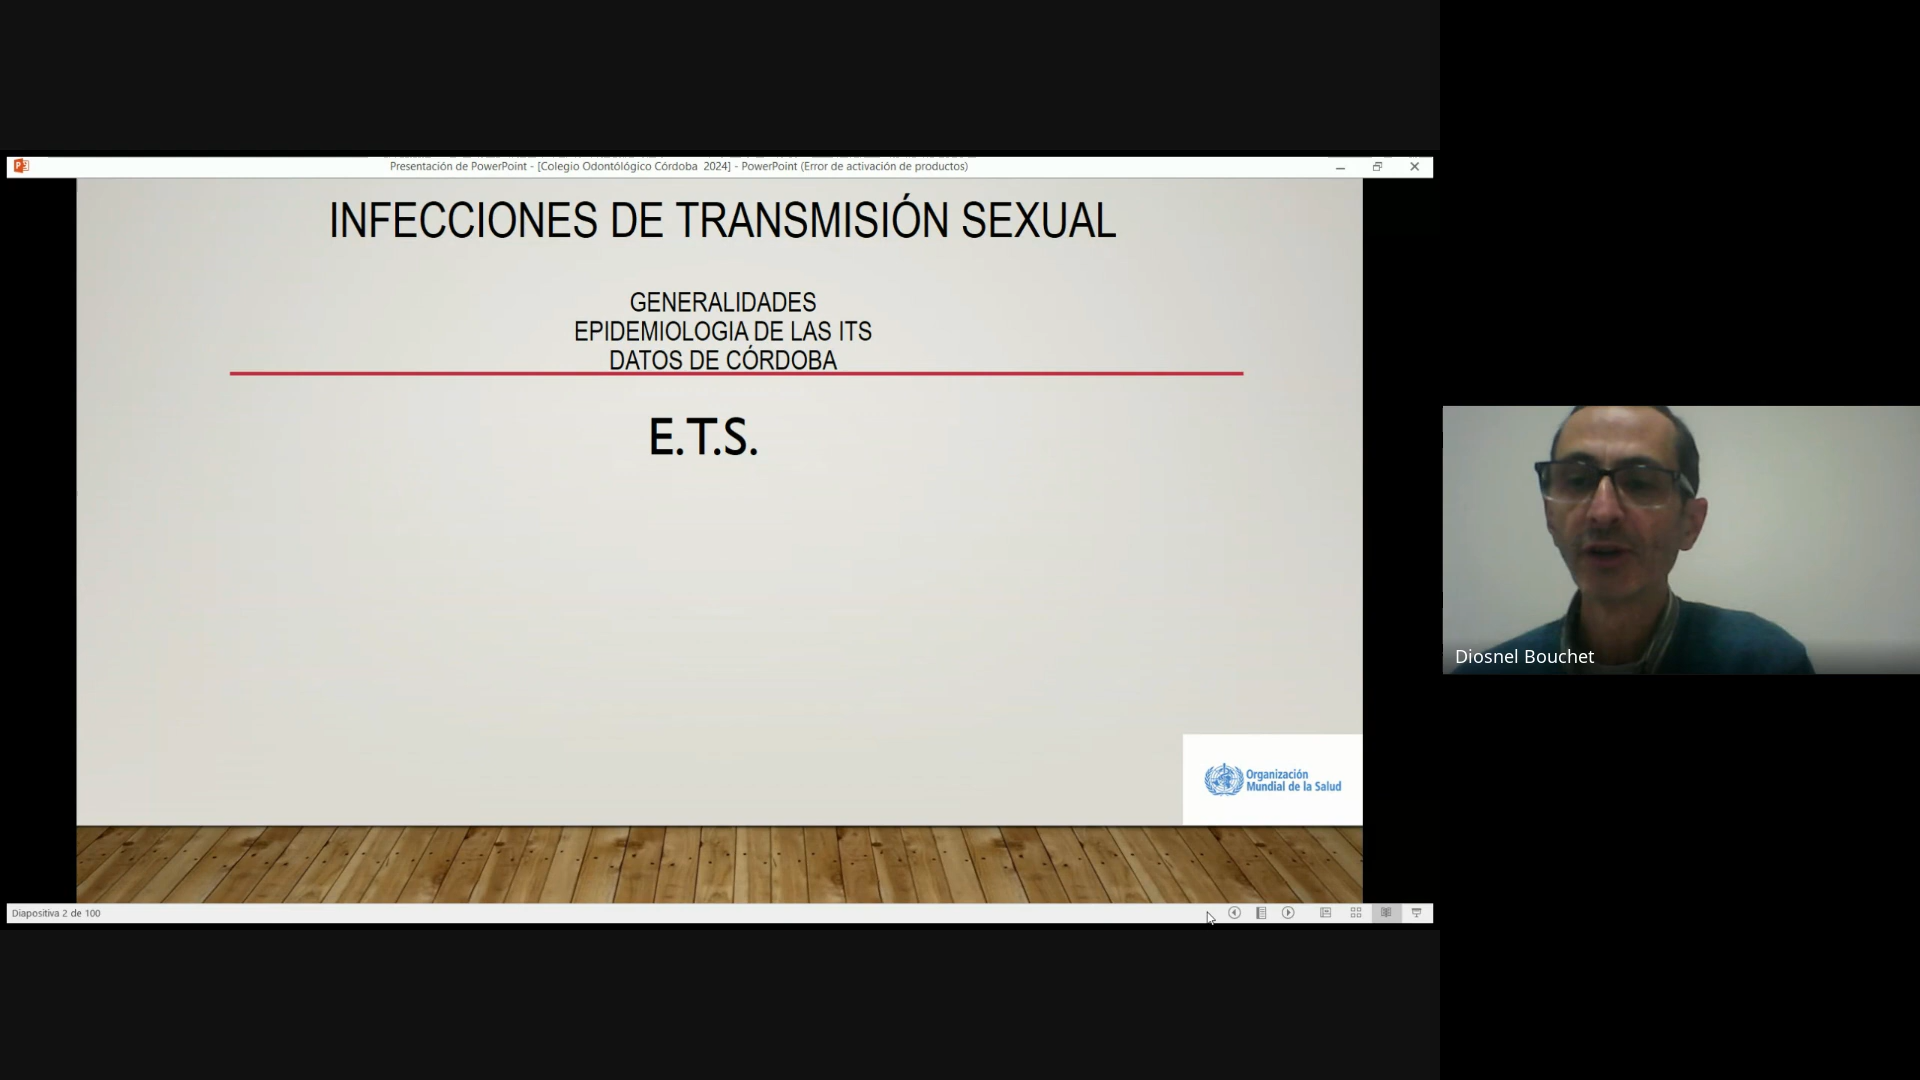 Presentación de PowerPoint - [Colegio Odontólógico Córdoba 2024] - PowerPoint (Error de activación de productos)
INFECCIONES DE TRANSMISIÓN SEXUAL
GENERALIDADES
EPIDEMIOLOGIA DE LAS ITS
DATOS DE CÓRDOBA
E.T.S.
Organización
Mundial de la Salud
Diapositiva 2 de 100
Diosnel Bouchet